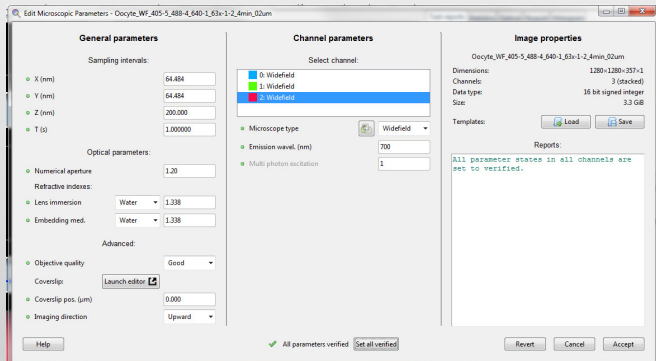 Edit Microscopic Parameters - Oocyte_WF_405-5_488-4_640-1_63x-1-2_4min_02um
General parameters
Sampling intervals:
X (nm) 64.484
Y (nm) 64.484
Z (nm) 200.000
T (s) 1.000000
Optical parameters:
Numerical aperture 1.20
Refractive indexes:
Lens immersion Water 1.338
Embedding med. Water 1.338
Advanced:
Objective quality Good
Coverslip: Launch editor
Coverslip pos. (µm) 0.000
Imaging direction Upward
Help
Channel parameters
Select channel:
0: Widefield
1: Widefield
2: Widefield
Microscope type Widefield
Emission wavel. (nm) 700
Multi photon excitation 1
All parameters verified Set all verified
Image properties
Oocyte_WF_405-5_488-4_640-1_63x-1-2_4min_02um
Dimensions: 1280×1280×357×1
Channels: 3 (stacked)
Data type: 16 bit signed integer
Size: 3.3 GiB
Templates: Load Save
Reports:
All parameter states in all channels are
set to verified.
Revert Cancel Accept